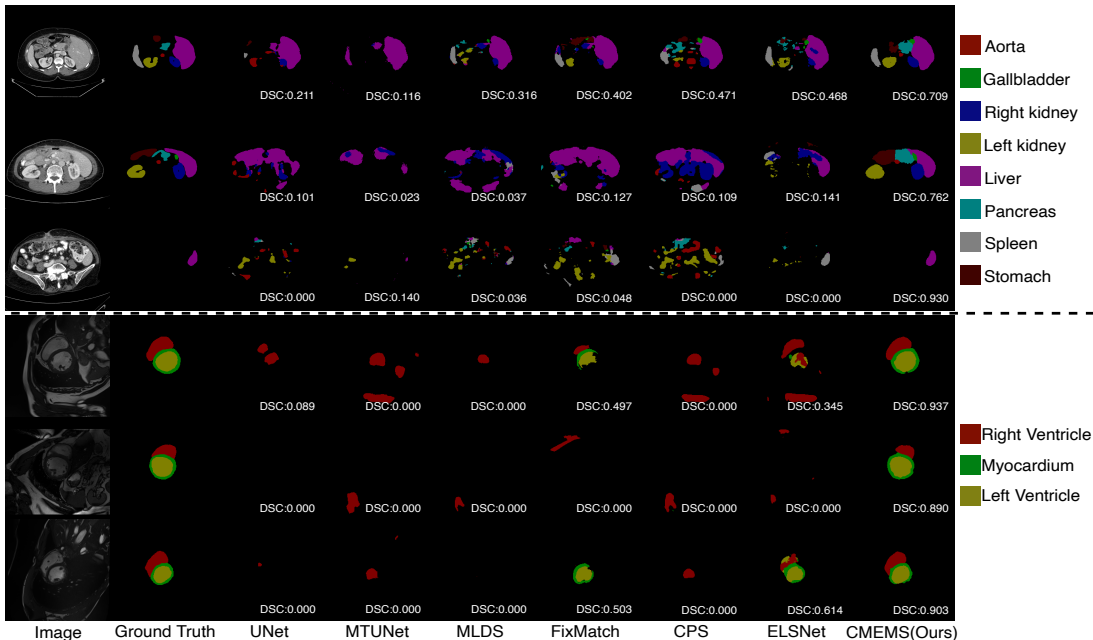 Aorta
Gallbladder
Right kidney
Left kidney
Liver
Pancreas
Spleen
Stomach
DSC:0.211 DSC:0.116 DSC:0.316 DSC:0.402 DSC:0.471 DSC:0.468 DSC:0.709
DSC:0.101 DSC:0.023 DSC:0.037 DSC:0.127 DSC:0.109 DSC:0.141 DSC:0.762
DSC:0.000 DSC:0.140 DSC:0.036 DSC:0.048 DSC:0.000 DSC:0.000 DSC:0.930
Right Ventricle
Myocardium
Left Ventricle
DSC:0.089 DSC:0.000 DSC:0.000 DSC:0.497 DSC:0.000 DSC:0.345 DSC:0.937
DSC:0.000 DSC:0.000 DSC:0.000 DSC:0.000 DSC:0.000 DSC:0.000 DSC:0.890
DSC:0.000 DSC:0.000 DSC:0.000 DSC:0.503 DSC:0.000 DSC:0.614 DSC:0.903
Image Ground Truth UNet MTUNet MLDS FixMatch CPS ELSNet CMEMS(Ours)